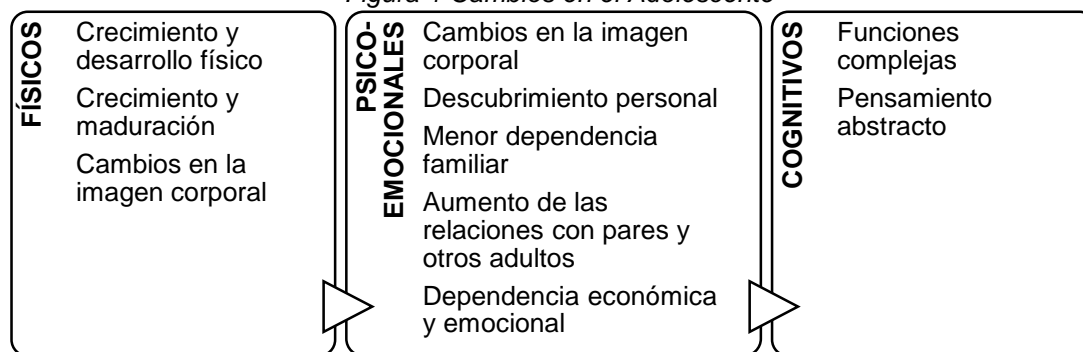 Figura 1 Cambios en el Adolescente
FÍSICOS
Crecimiento y
desarrollo físico
Crecimiento y
maduración
Cambios en la
imagen corporal
PSICO-
EMOCIONALES
Cambios en la imagen
corporal
Descubrimiento personal
Menor dependencia
familiar
Aumento de las
relaciones con pares y
otros adultos
Dependencia económica
y emocional
COGNITIVOS
Funciones
complejas
Pensamiento
abstracto